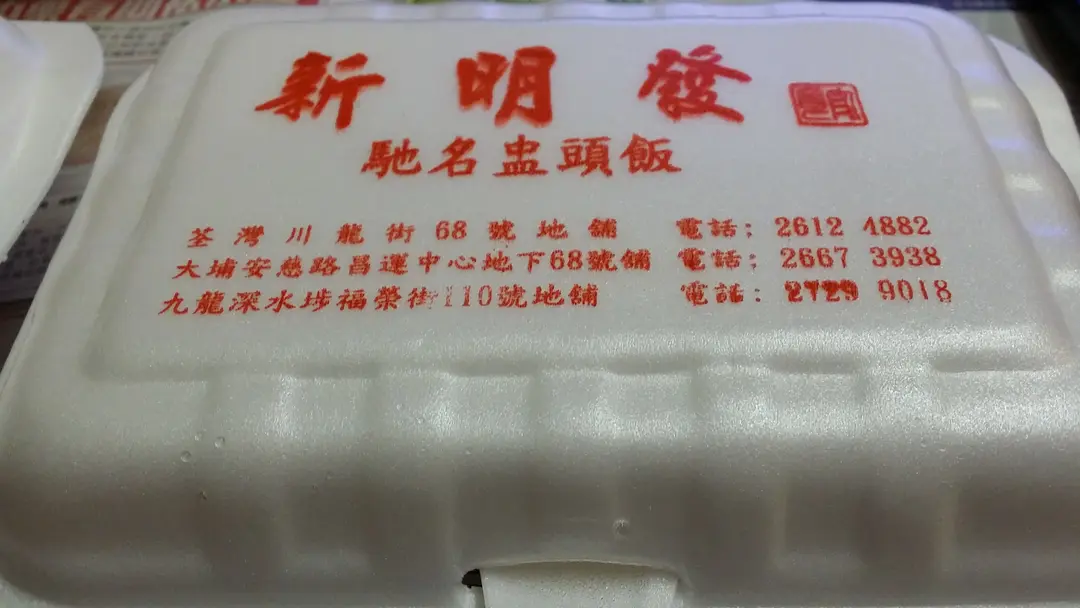 新明發
馳名盅頭飯
荃灣川龍街68號地舖 電話: 2612 4882
大埔安慈路昌運中心地下68號舖 電話: 2667 3938
九龍深水埗福榮街110號地舖 電話: 2729 9018